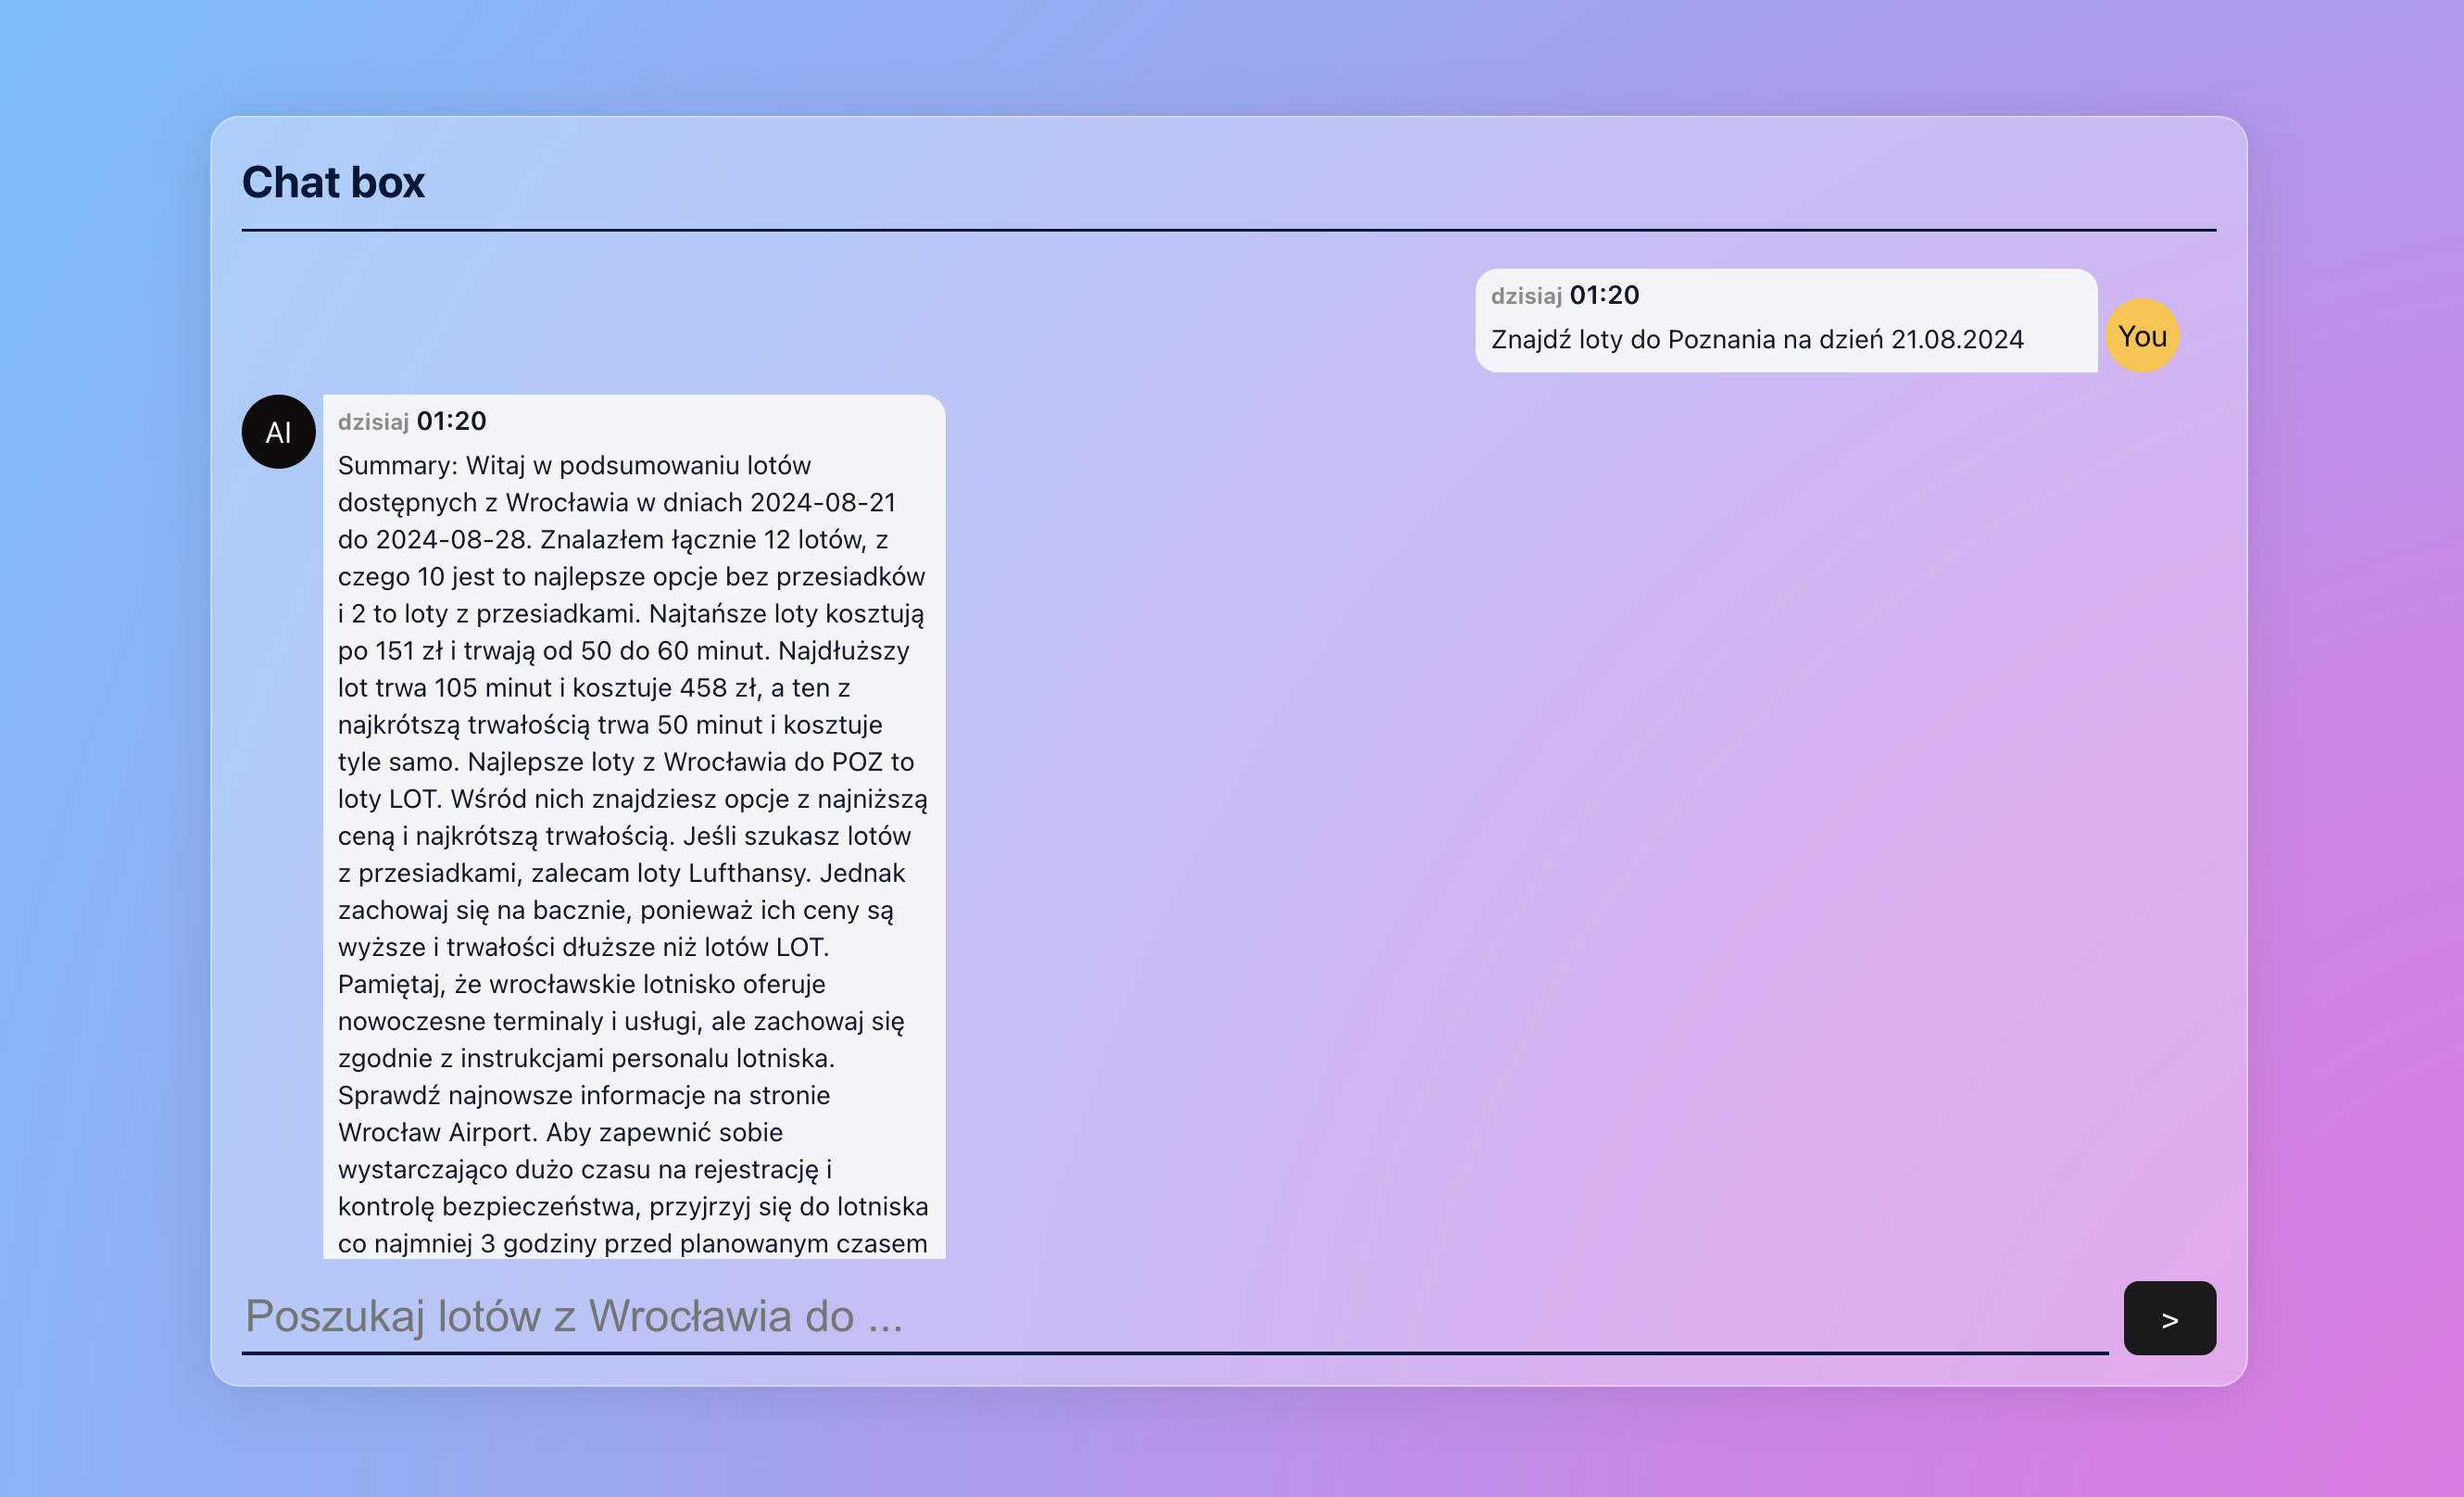 Chat box
dzisiaj 01:20
Znajdź loty do Poznania na dzień 21.08.2024
You
AI
dzisiaj 01:20
Summary: Witaj w podsumowaniu lotów
dostępnych z Wrocławia w dniach 2024-08-21
do 2024-08-28. Znalazłem łącznie 12 lotów, z
czego 10 jest to najlepsze opcje bez przesiadków
i 2 to loty z przesiadkami. Najtańsze loty kosztują
po 151 zł i trwają od 50 do 60 minut. Najdłuższy
lot trwa 105 minut i kosztuje 458 zł, a ten z
najkrótszą trwałością trwa 50 minut i kosztuje
tyle samo. Najlepsze loty z Wrocławia do POZ to
loty LOT. Wśród nich znajdziesz opcje z najniższą
ceną i najkrótszą trwałością. Jeśli szukasz lotów
z przesiadkami, zalecam loty Lufthansy. Jednak
zachowaj się na bacznie, ponieważ ich ceny są
wyższe i trwałości dłuższe niż lotów LOT.
Pamiętaj, że wrocławskie lotnisko oferuje
nowoczesne terminaly i usługi, ale zachowaj się
zgodnie z instrukcjami personalu lotniska.
Sprawdź najnowsze informacje na stronie
Wrocław Airport. Aby zapewnić sobie
wystarczająco dużo czasu na rejestrację i
kontrolę bezpieczeństwa, przyjrzyj się do lotniska
co najmniej 3 godziny przed planowanym czasem
Poszukaj lotów z Wrocławia do ...
>